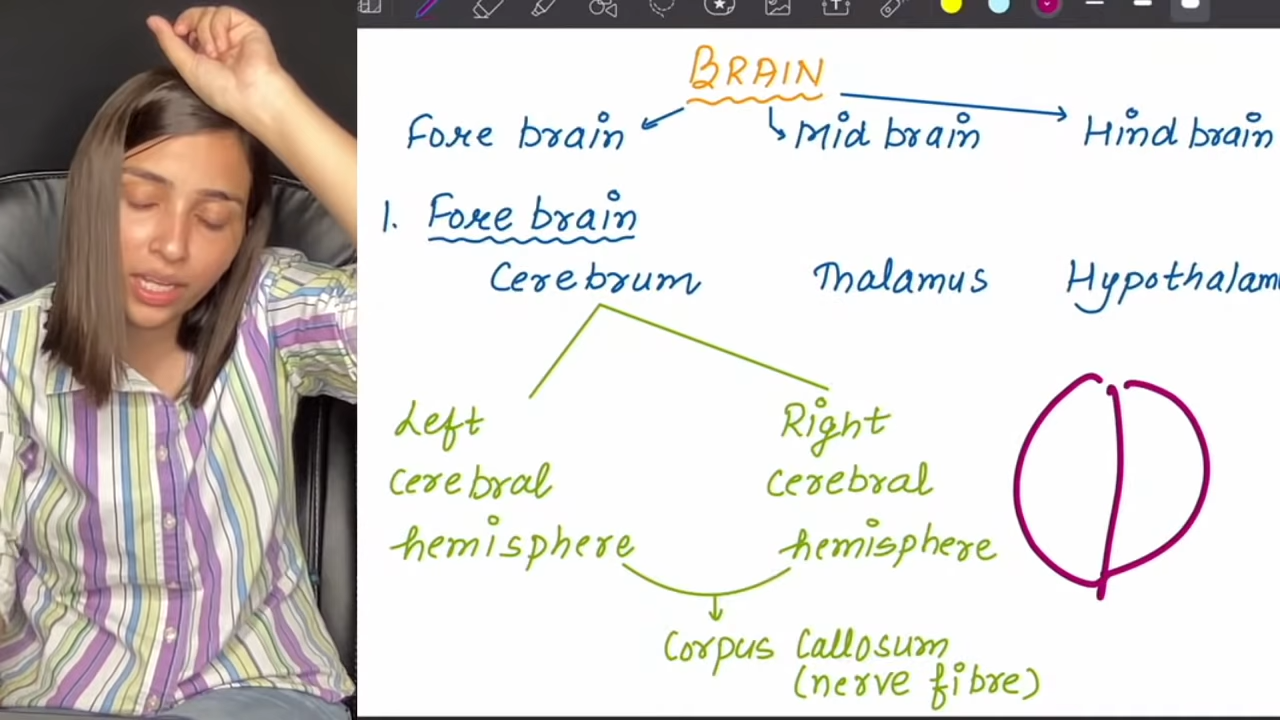 BRAIN
Fore brain Mid brain Hind brain
1. Fore brain
Cerebrum Thalamus Hypothalam
Left Right
cerebral cerebral
hemisphere hemisphere
Corpus Callosum
(nerve fibre)